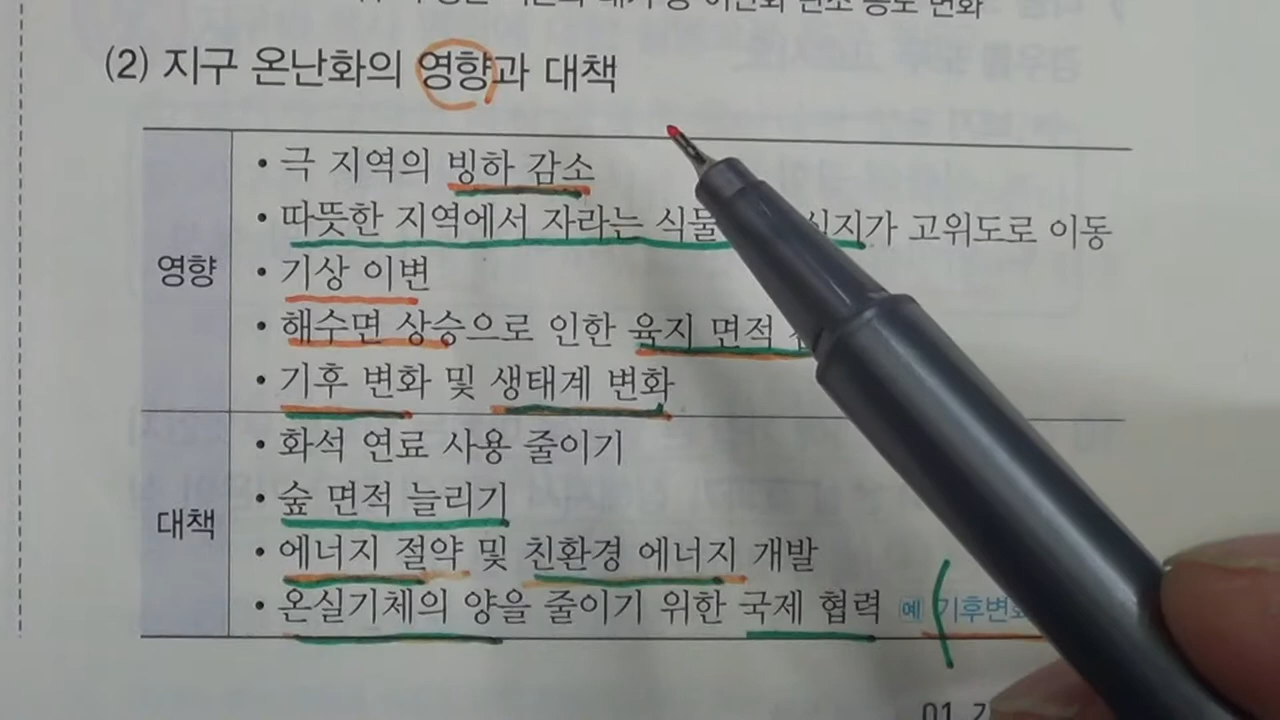 (2) 지구 온난화의 영향과 대책
영향
• 극 지역의 빙하 감소
• 따뜻한 지역에서 자라는 식물 가 고위도로 이동
• 기상 이변
• 해수면 상승으로 인한 육지 면적
• 기후 변화 및 생태계 변화
대책
• 화석 연료 사용 줄이기
• 숲 면적 늘리기
• 에너지 절약 및 친환경 에너지 개발
• 온실기체의 양을 줄이기 위한 국제 협력 예 기후변화
01